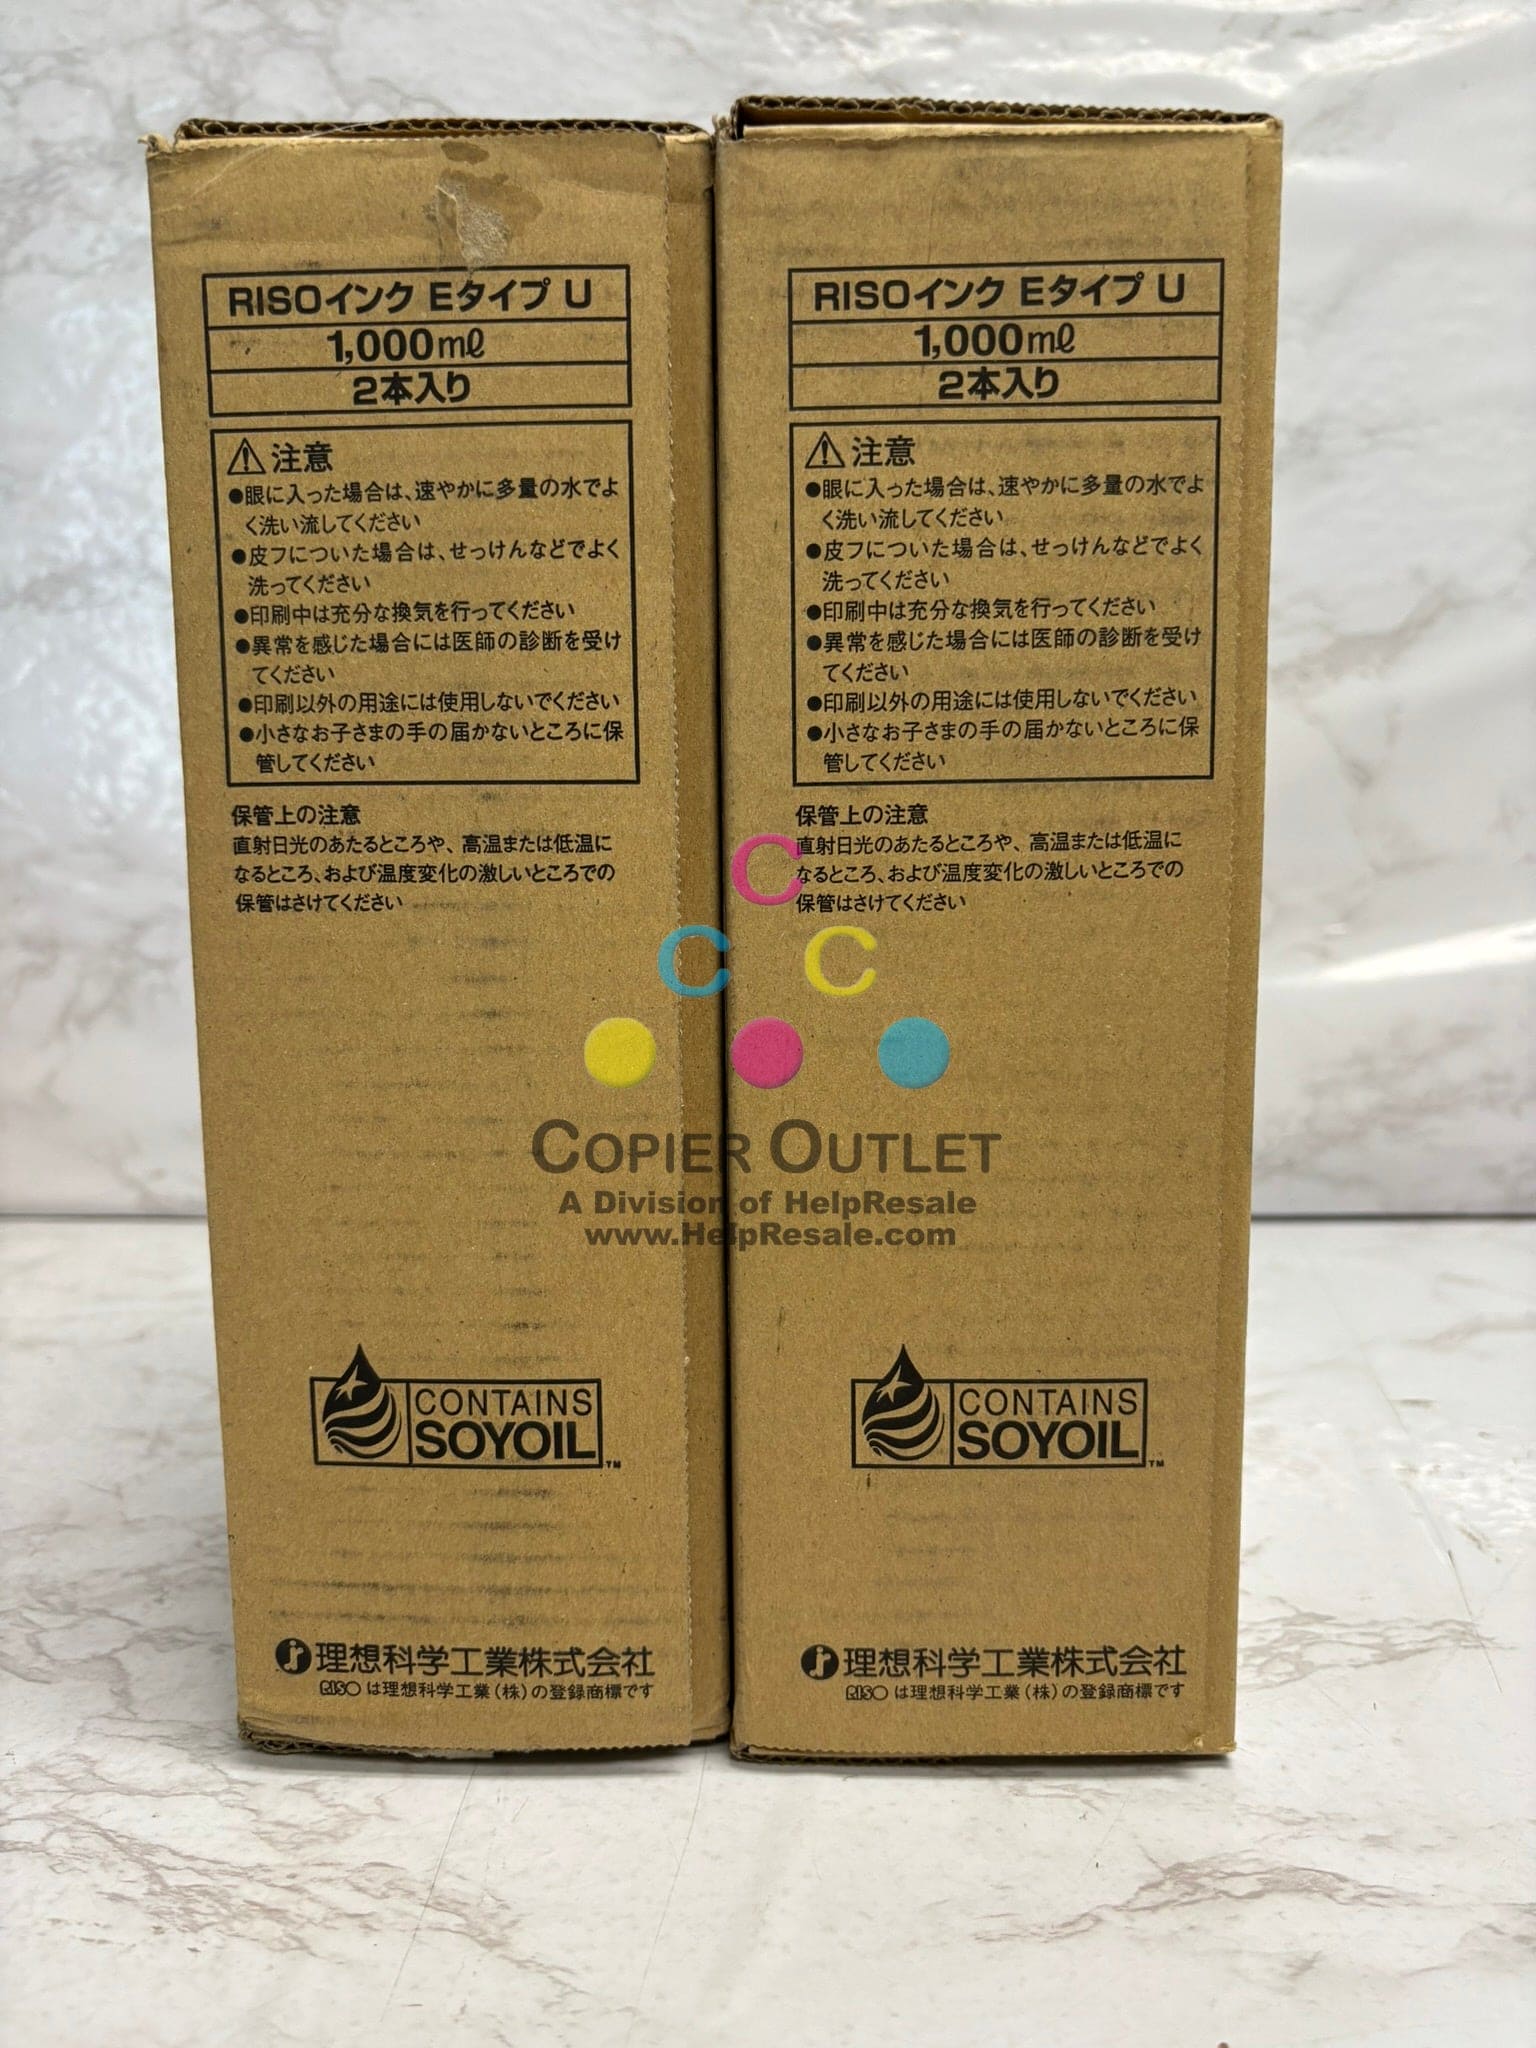 RISOインク Eタイプ U
1,000mℓ
2本入り
⚠注意
●眼に入った場合は、速やかに多量の水でよ
く洗い流してください
●皮フについた場合は、せっけんなどでよく
洗ってください
●印刷中は充分な換気を行ってください
●異常を感じた場合には医師の診断を受け
てください
●印刷以外の用途には使用しないでください
●小さなお子さまの手の届かないところに保
管してください
保管上の注意
直射日光のあたるところや、高温または低温に
なるところ、および温度変化の激しいところでの
保管はさけてください
CONTAINS
SOYOIL™
理想科学工業株式会社
RISO は理想科学工業(株)の登録商標です
RISOインク Eタイプ U
1,000mℓ
2本入り
⚠注意
●眼に入った場合は、速やかに多量の水でよ
く洗い流してください
●皮フについた場合は、せっけんなどでよく
洗ってください
●印刷中は充分な換気を行ってください
●異常を感じた場合には医師の診断を受け
てください
●印刷以外の用途には使用しないでください
●小さなお子さまの手の届かないところに保
管してください
保管上の注意
直射日光のあたるところや、高温または低温に
なるところ、および温度変化の激しいところでの
保管はさけてください
CONTAINS
SOYOIL™
理想科学工業株式会社
RISO は理想科学工業(株)の登録商標です
C
C C
COPIER OUTLET
A Division of HelpResale
www.HelpResale.com